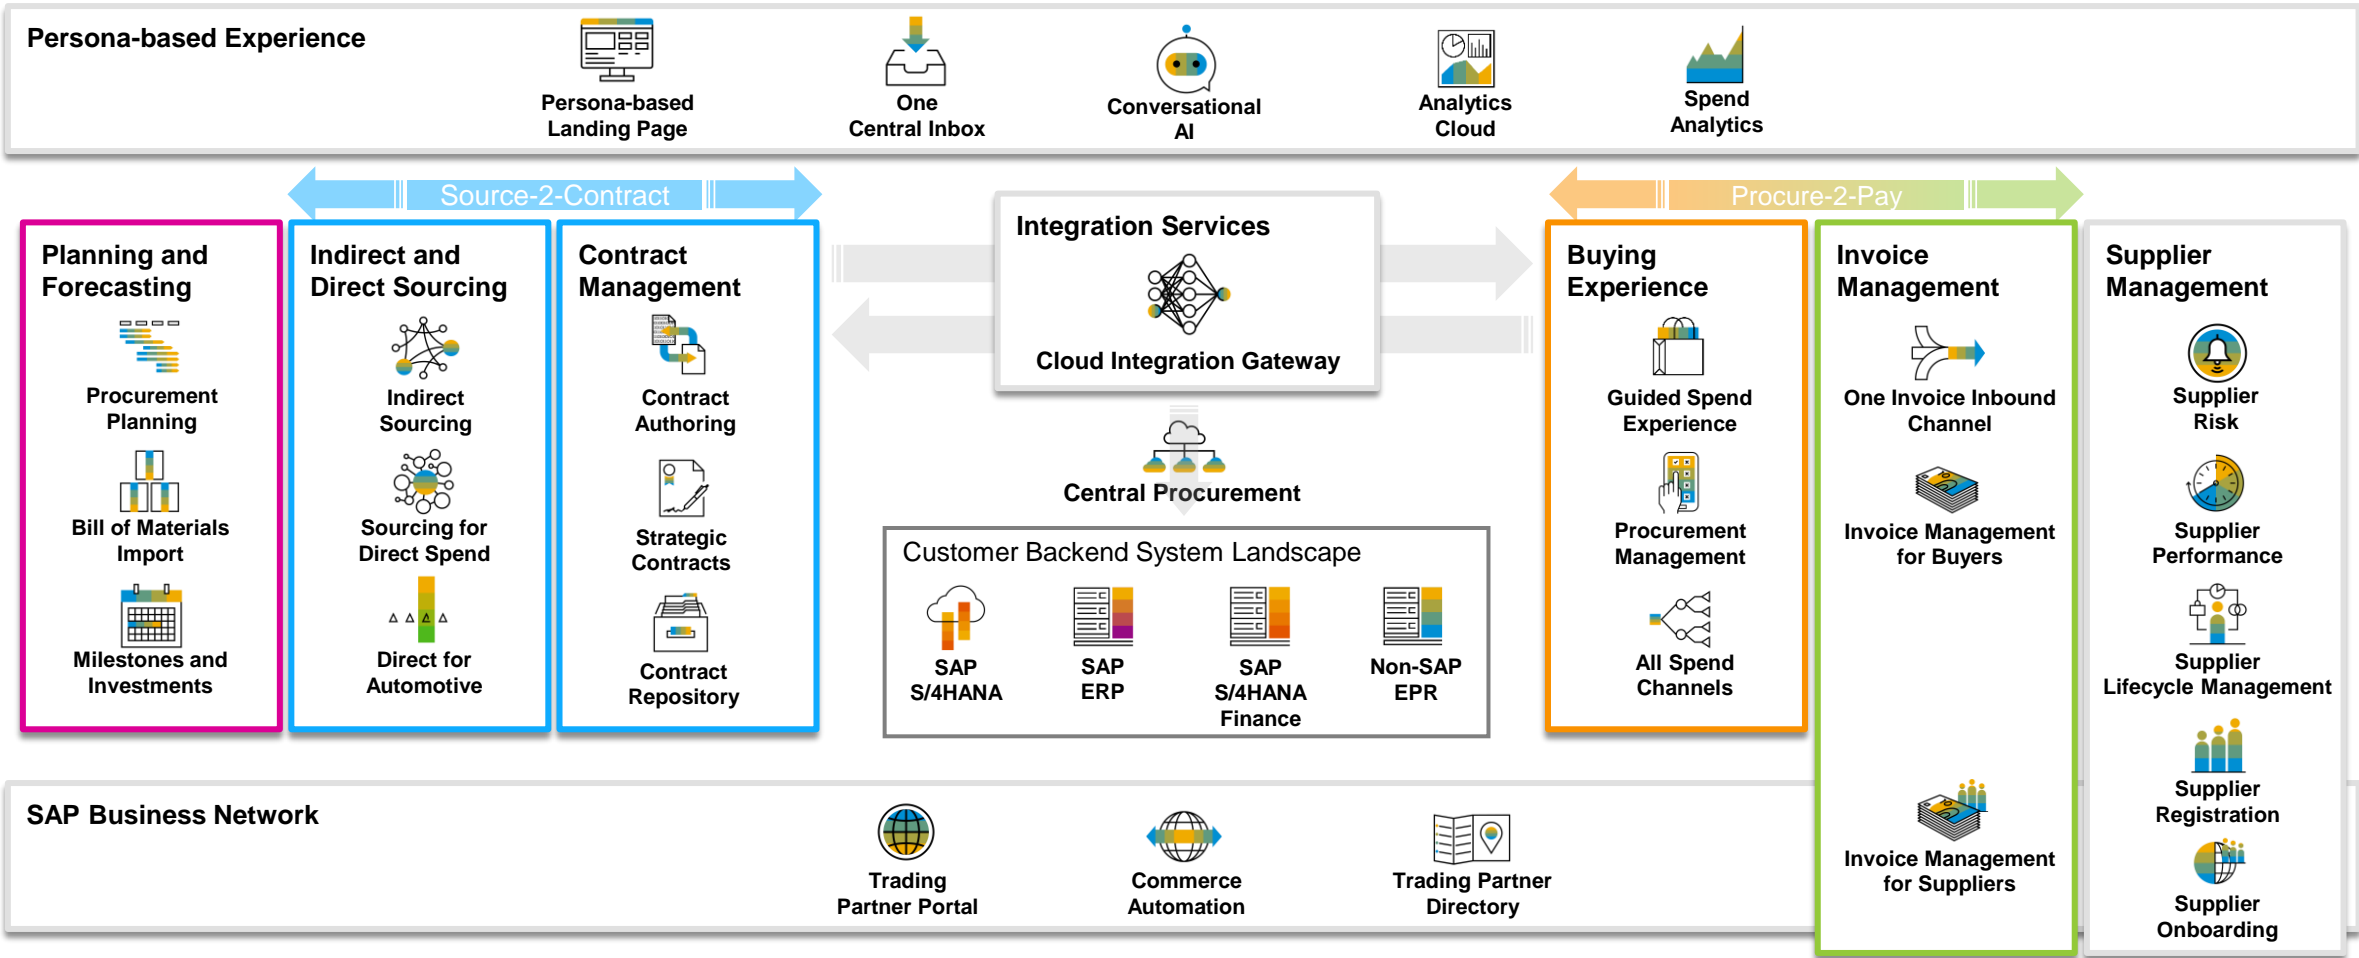 Persona-based Experience
Persona-based
Landing Page
One
Central Inbox
Conversational
AI
Analytics
Cloud
Spend
Analytics
Source-2-Contract
Planning and
Forecasting
Procurement
Planning
Bill of Materials
Import
Milestones and
Investments
Indirect and
Direct Sourcing
Indirect
Sourcing
Sourcing for
Direct Spend
Direct for
Automotive
Contract
Management
Contract
Authoring
Strategic
Contracts
Contract
Repository
Integration Services
Cloud Integration Gateway
Central Procurement
Customer Backend System Landscape
SAP
S/4HANA
SAP
ERP
SAP
S/4HANA
Finance
Non-SAP
EPR
Procure-2-Pay
Buying
Experience
Guided Spend
Experience
Procurement
Management
All Spend
Channels
Invoice
Management
One Invoice Inbound
Channel
Invoice Management
for Buyers
Invoice Management
for Suppliers
Supplier
Management
Supplier
Risk
Supplier
Performance
Supplier
Lifecycle Management
Supplier
Registration
Supplier
Onboarding
SAP Business Network
Trading
Partner Portal
Commerce
Automation
Trading Partner
Directory